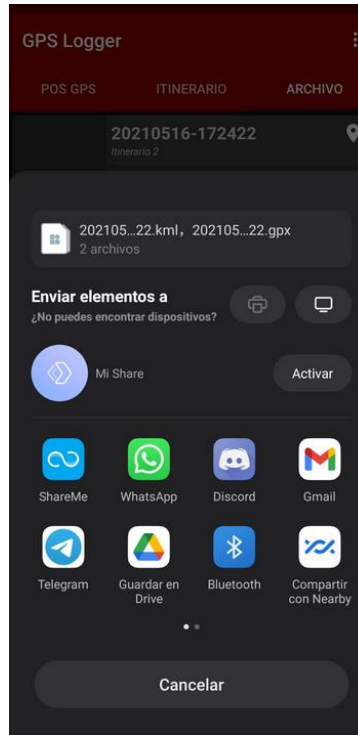 GPS Logger
POS GPS ITINERARIO ARCHIVO
20210516-172422
Itinerario 2
202105...22.kml, 202105...22.gpx
2 archivos
Enviar elementos a
¿No puedes encontrar dispositivos?
Mi Share
Activar
ShareMe WhatsApp Discord Gmail
Telegram Guardar en Drive Bluetooth Compartir con Nearby
Cancelar